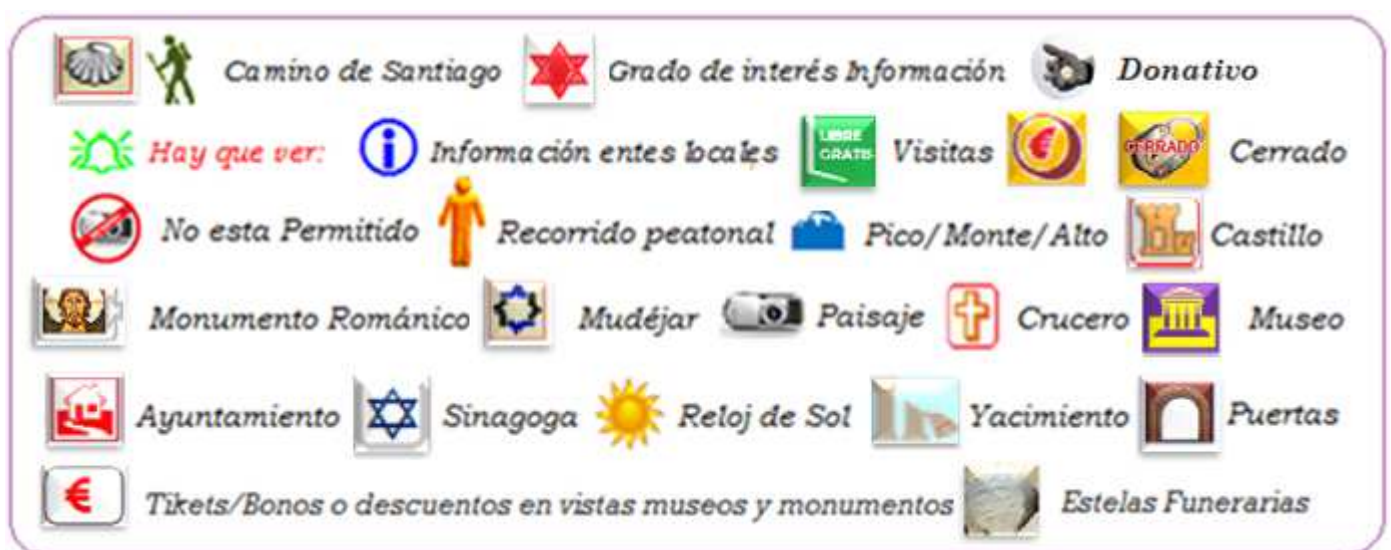 Camino de Santiago Grado de interés Información Donativo
Hay que ver: Información entes locales LIBRE GRATIS Visitas € CERRADO Cerrado
No esta Permitido Recorrido peatonal Pico/Monte/Alto Castillo
Monumento Románico Mudéjar Paisaje Crucero Museo
Ayuntamiento Sinagoga Reloj de Sol Yacimiento Puertas
€ Tikets/Bonos o descuentos en vistas museos y monumentos Estelas Funerarias